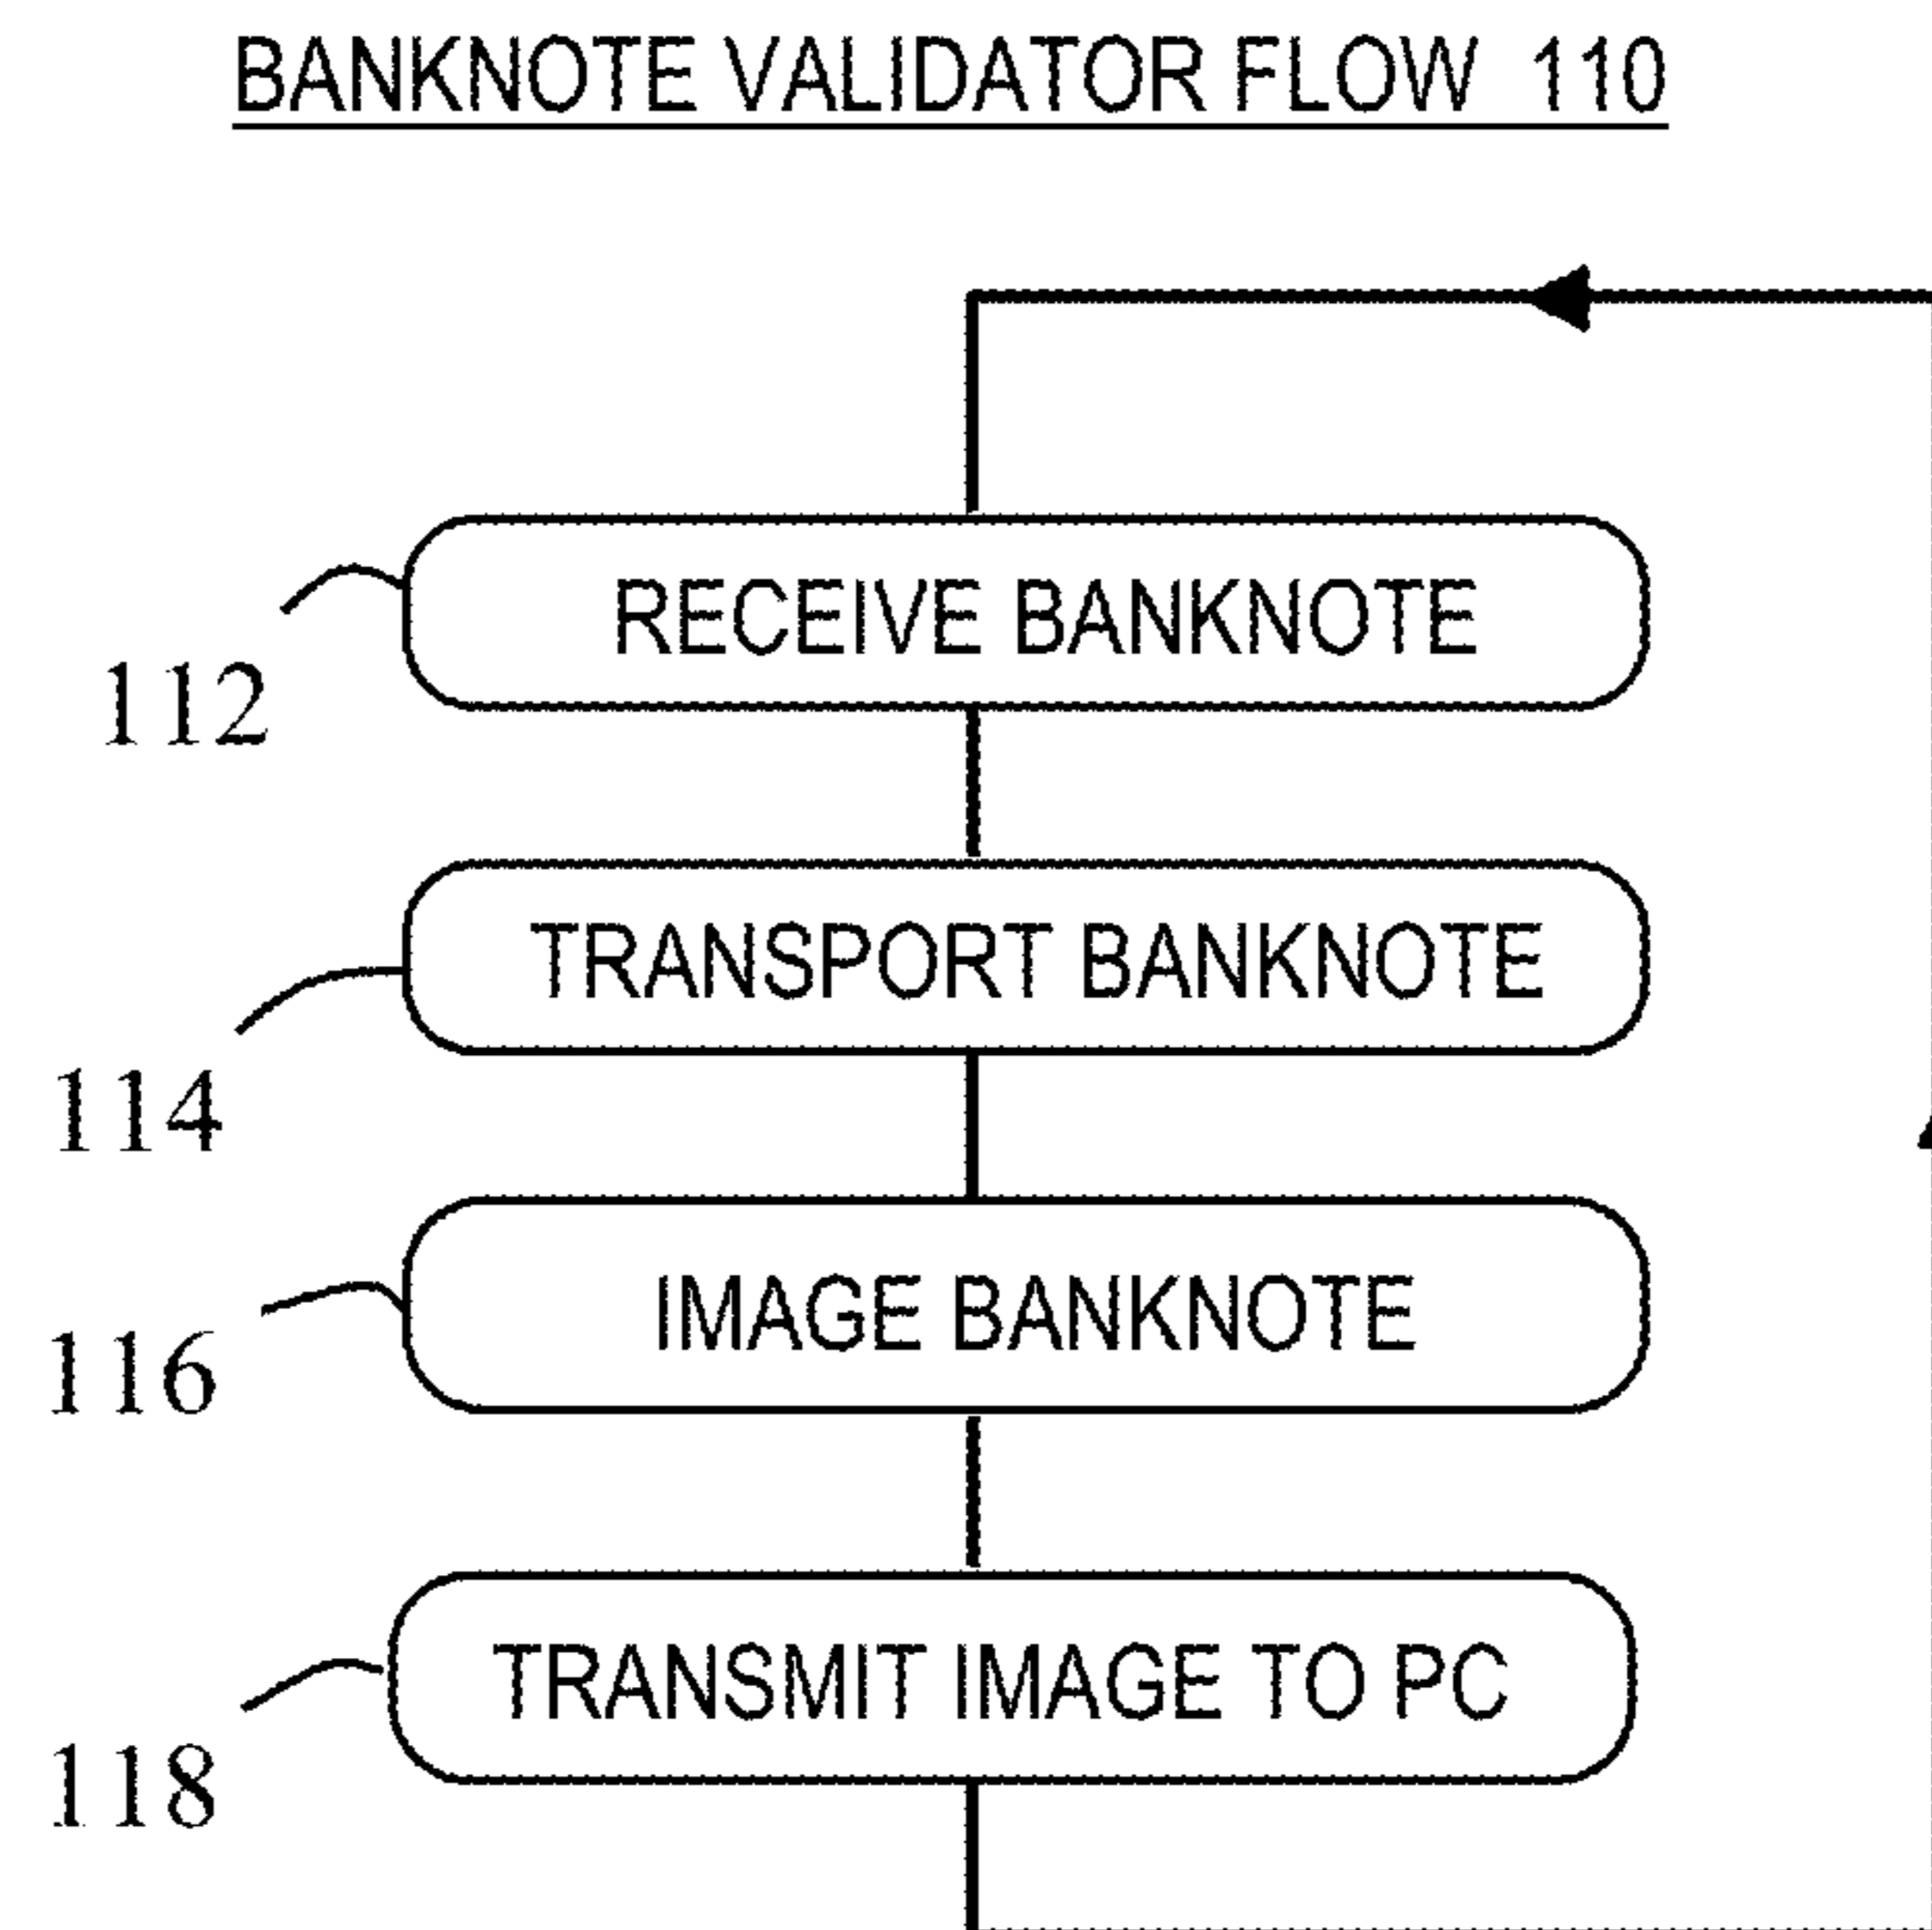 BANKNOTE VALIDATOR FLOW 110
RECEIVE BANKNOTE
112
TRANSPORT BANKNOTE
114
IMAGE BANKNOTE
116
TRANSMIT IMAGE TO PC
118